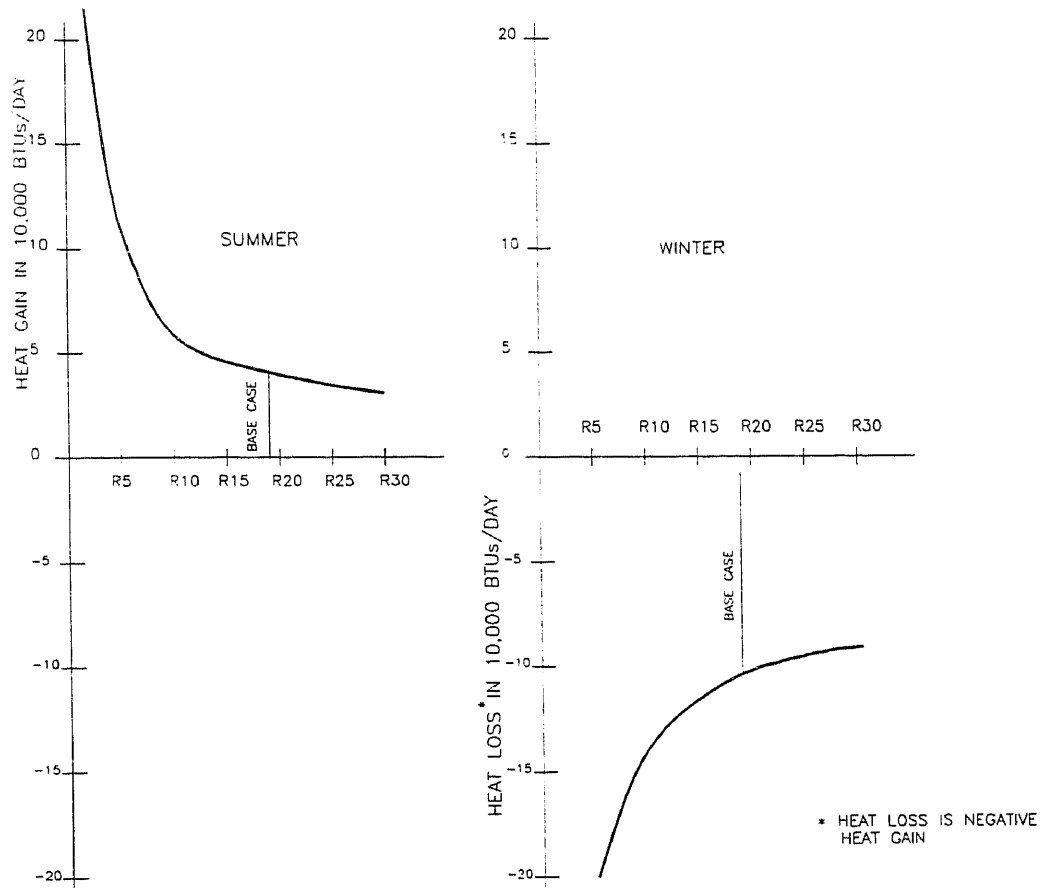 HEAT GAIN IN 10,000 BTUs/DAY
20
15
10
5
0
-5
-10
-15
-20
SUMMER
BASE CASE
R5 R10 R15 R20 R25 R30
20
15
10
5
0
-5
-10
-15
-20
WINTER
R5 R10 R15 R20 R25 R30
BASE CASE
HEAT LOSS* IN 10,000 BTUs/DAY
* HEAT LOSS IS NEGATIVE
HEAT GAIN